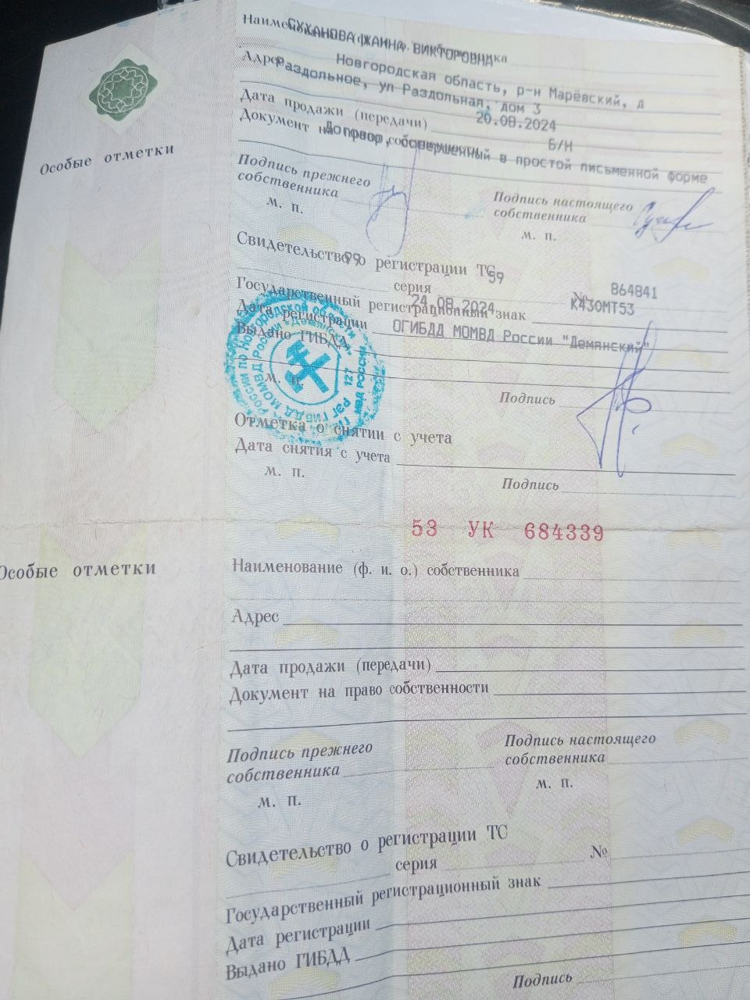 Наименование (ф. и. о.) собственника
СУХАНОВА ЖАННА ВИКТОРОВНА
Адрес Новгородская область, р-н Марёвский, д
Раздольное, ул Раздольная, дом 3
Дата продажи (передачи) 20.08.2024
Документ на право собственности Б/Н
Договор, совершенный в простой письменной форме
Особые отметки
Подпись прежнего
собственника
Подпись настоящего
собственника
м. п.
м. п.
Свидетельство о регистрации ТС
99 59
серия № 864841
Государственный регистрационный знак К430МТ53
Дата регистрации 24.08.2024
Выдано ГИБДД ОГИБДД МОМВД России "Демянский"
м. п.
Подпись
Отметка о снятии с учета
Дата снятия с учета
м. п.
Подпись
53 УК 684339
Особые отметки
Наименование (ф. и. о.) собственника
Адрес
Дата продажи (передачи)
Документ на право собственности
Подпись прежнего
собственника
Подпись настоящего
собственника
м. п.
м. п.
Свидетельство о регистрации ТС
серия №
Государственный регистрационный знак
Дата регистрации
Выдано ГИБДД
Подпись